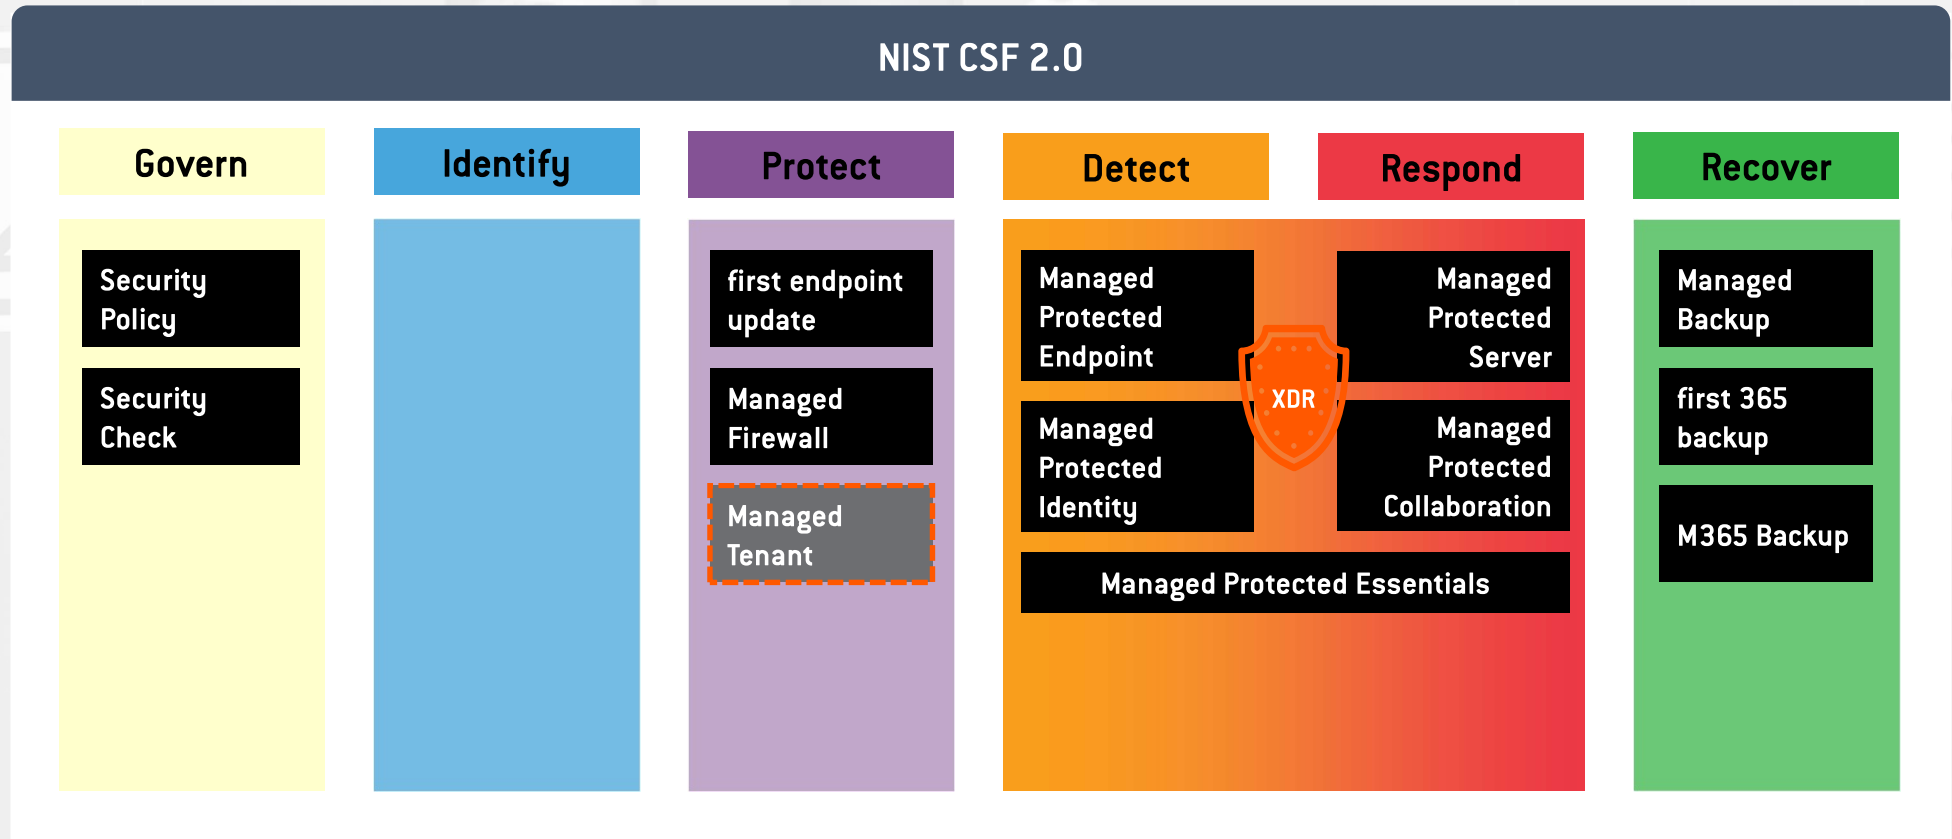 NIST CSF 2.0
Govern
Identify
Protect
Detect
Respond
Recover
Security
Policy
Security
Check
first endpoint
update
Managed
Firewall
Managed
Tenant
Managed
Protected
Endpoint
Managed
Protected
Server
XDR
Managed
Protected
Identity
Managed
Protected
Collaboration
Managed Protected Essentials
Managed
Backup
first 365
backup
M365 Backup